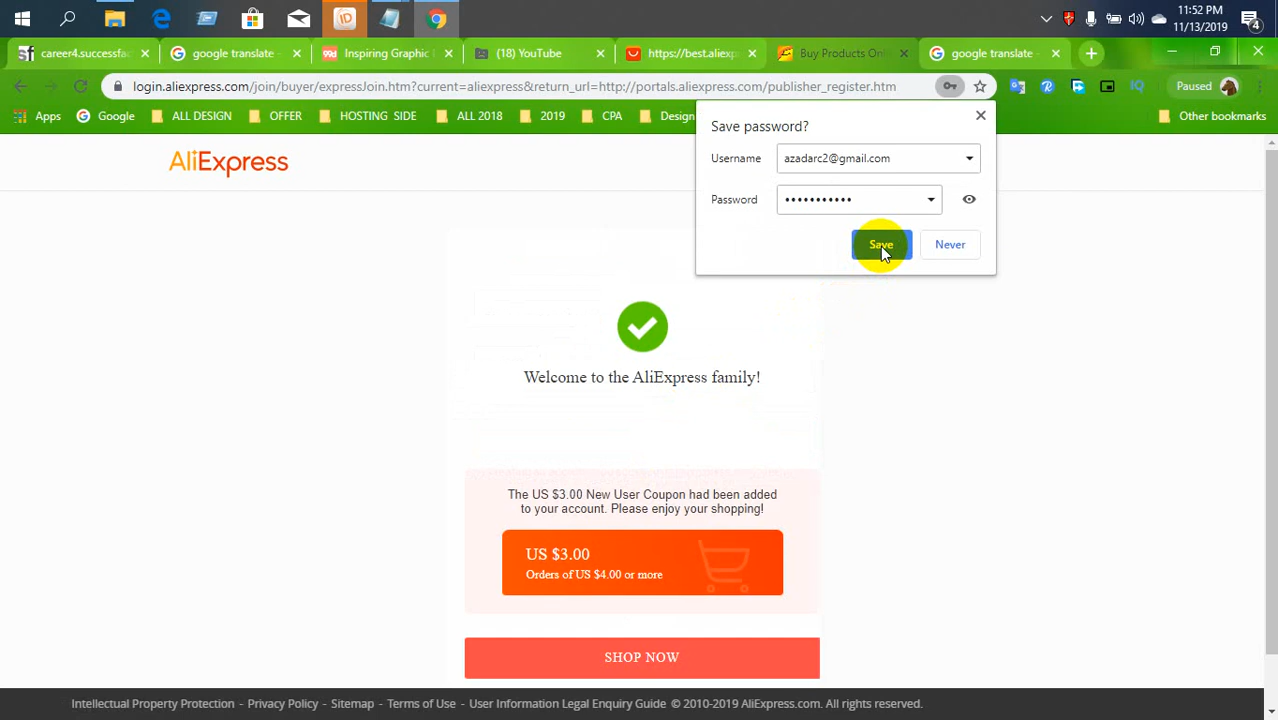 11:52 PM
11/13/2019
4
career4.successfac
google translate -
99d Inspiring Graphic
(18) YouTube
https://best.aliexp
Buy Products Onl
google translate -
login.aliexpress.com/join/buyer/express.ren.htm?current=aliexpress&return_url=http://portals.aliexpress.com/publisher_register.htm
Paused
Apps
Google
ALL DESIGN
OFFER
HOSTING SIDE
ALL 2018
2019
CPA
Design
Other bookmarks
AliExpress
Save password?
Username azadarc2@gmail.com
Password •••••••••••
Save Never
Welcome to the AliExpress family!
The US $3.00 New User Coupon had been added
to your account. Please enjoy your shopping!
US $3.00
Orders of US $4.00 or more
SHOP NOW
Intellectual Property Protection - Privacy Policy - Sitemap - Terms of Use - User Information Legal Enquiry Guide © 2010-2019 AliExpress.com. All rights reserved.